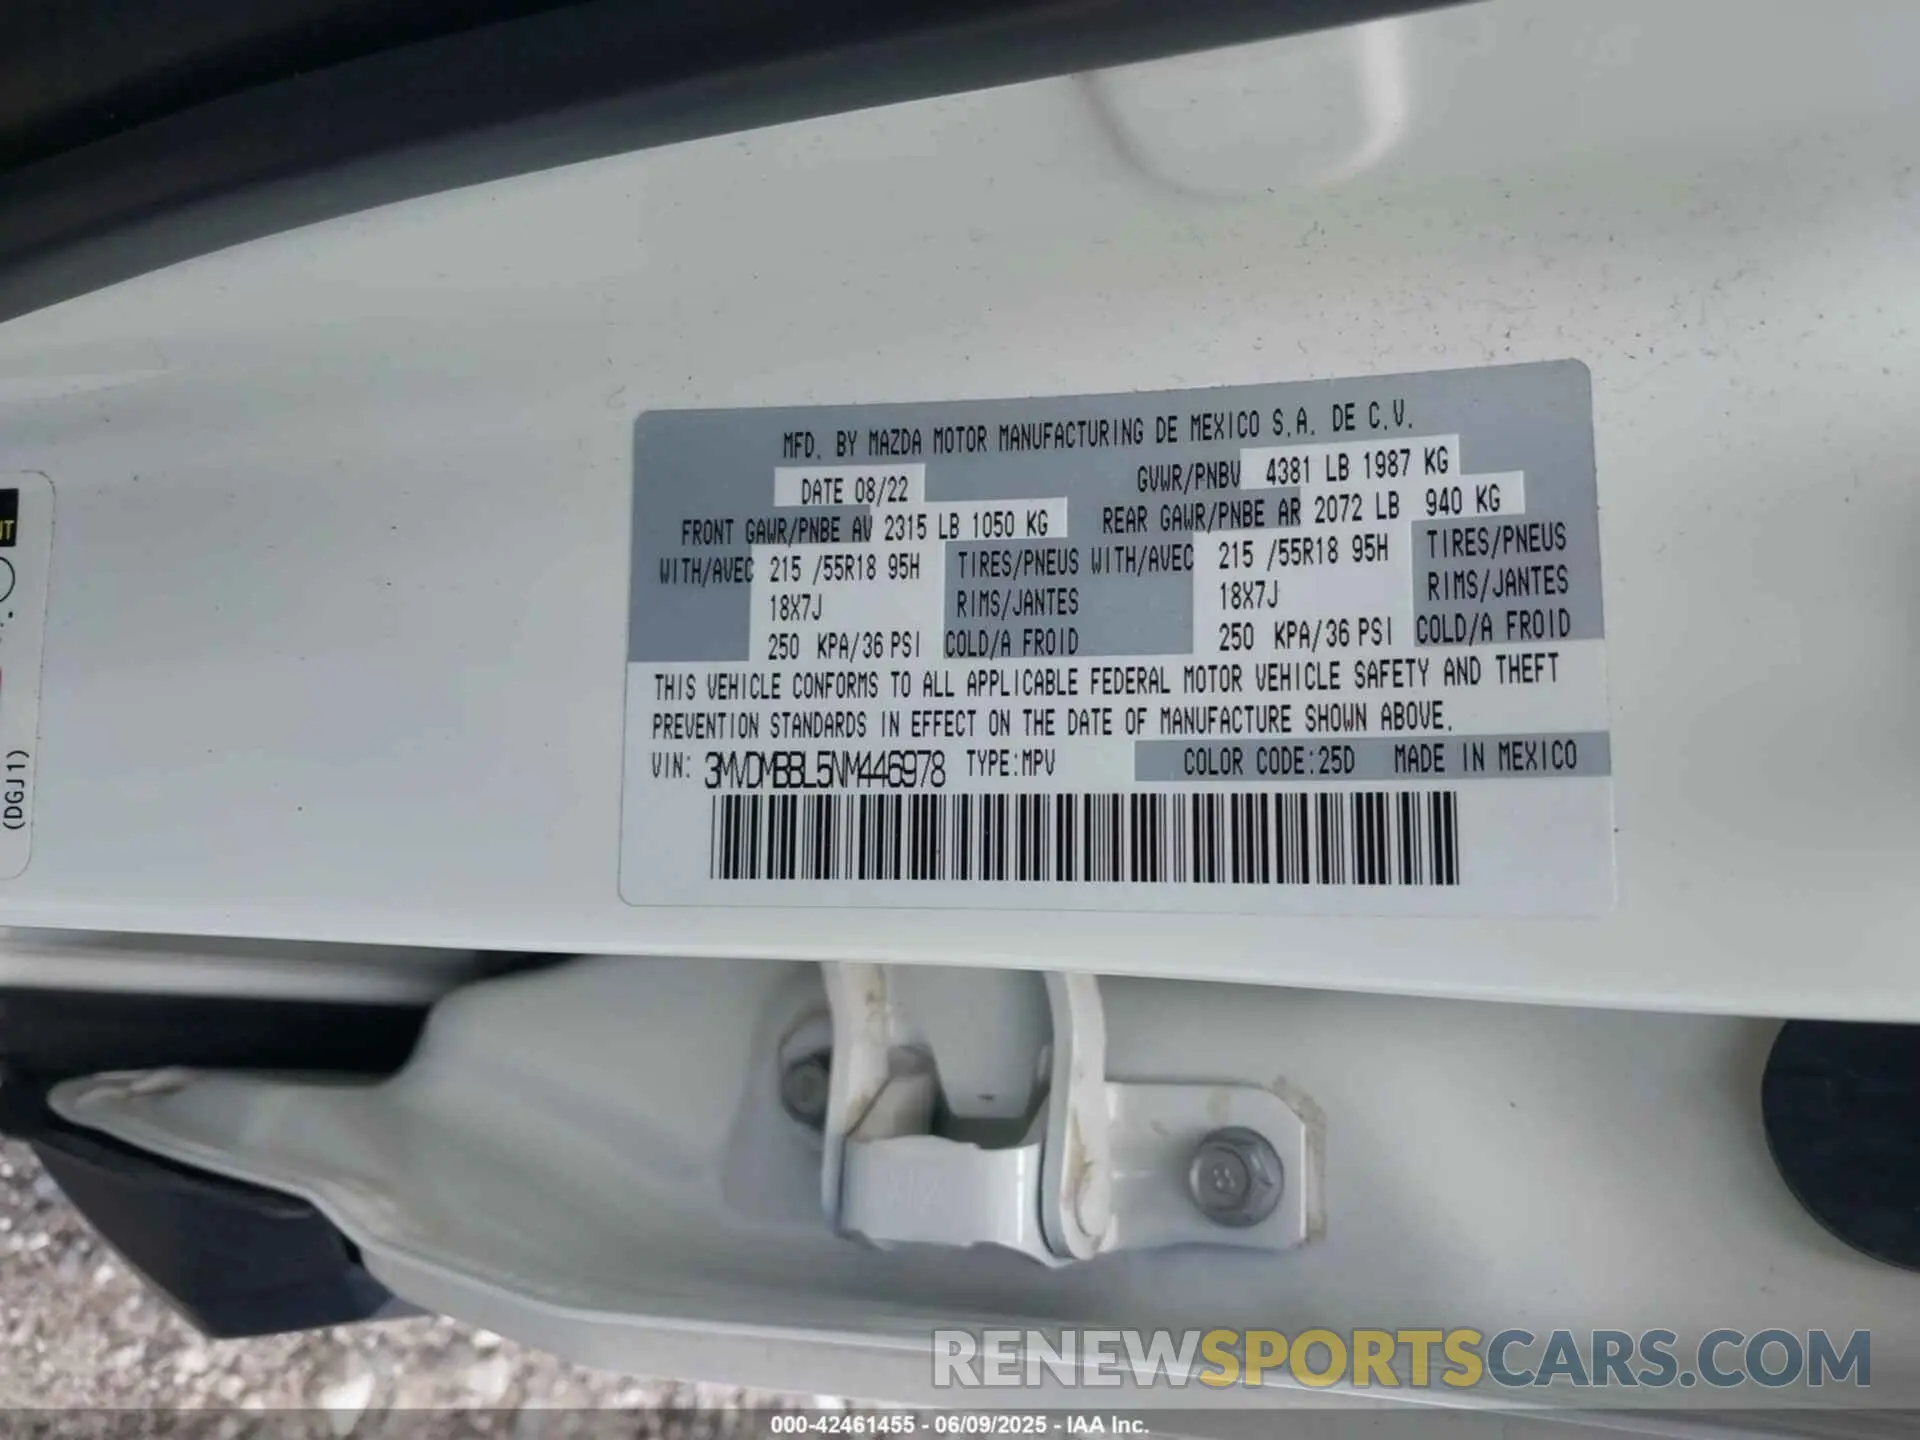 MFD. BY MAZDA MOTOR MANUFACTURING DE MEXICO S.A. DE C.V.
DATE 08/22 GVWR/PNBV 4381 LB 1987 KG
FRONT GAWR/PNBE AV 2315 LB 1050 KG REAR GAWR/PNBE AR 2072 LB 940 KG
WITH/AVEC 215 /55R18 95H TIRES/PNEUS WITH/AVEC 215 /55R18 95H TIRES/PNEUS
18X7J RIMS/JANTES 18X7J RIMS/JANTES
250 KPA/36 PSI COLD/A FROID 250 KPA/36 PSI COLD/A FROID
THIS VEHICLE CONFORMS TO ALL APPLICABLE FEDERAL MOTOR VEHICLE SAFETY AND THEFT
PREVENTION STANDARDS IN EFFECT ON THE DATE OF MANUFACTURE SHOWN ABOVE.
VIN: 3MVDMBBL5NM446978 TYPE:MPV COLOR CODE:25D MADE IN MEXICO
(DGJ1)
8
RENEWSPORTSCARS.COM
000-42461455 - 06/09/2025 - IAA Inc.